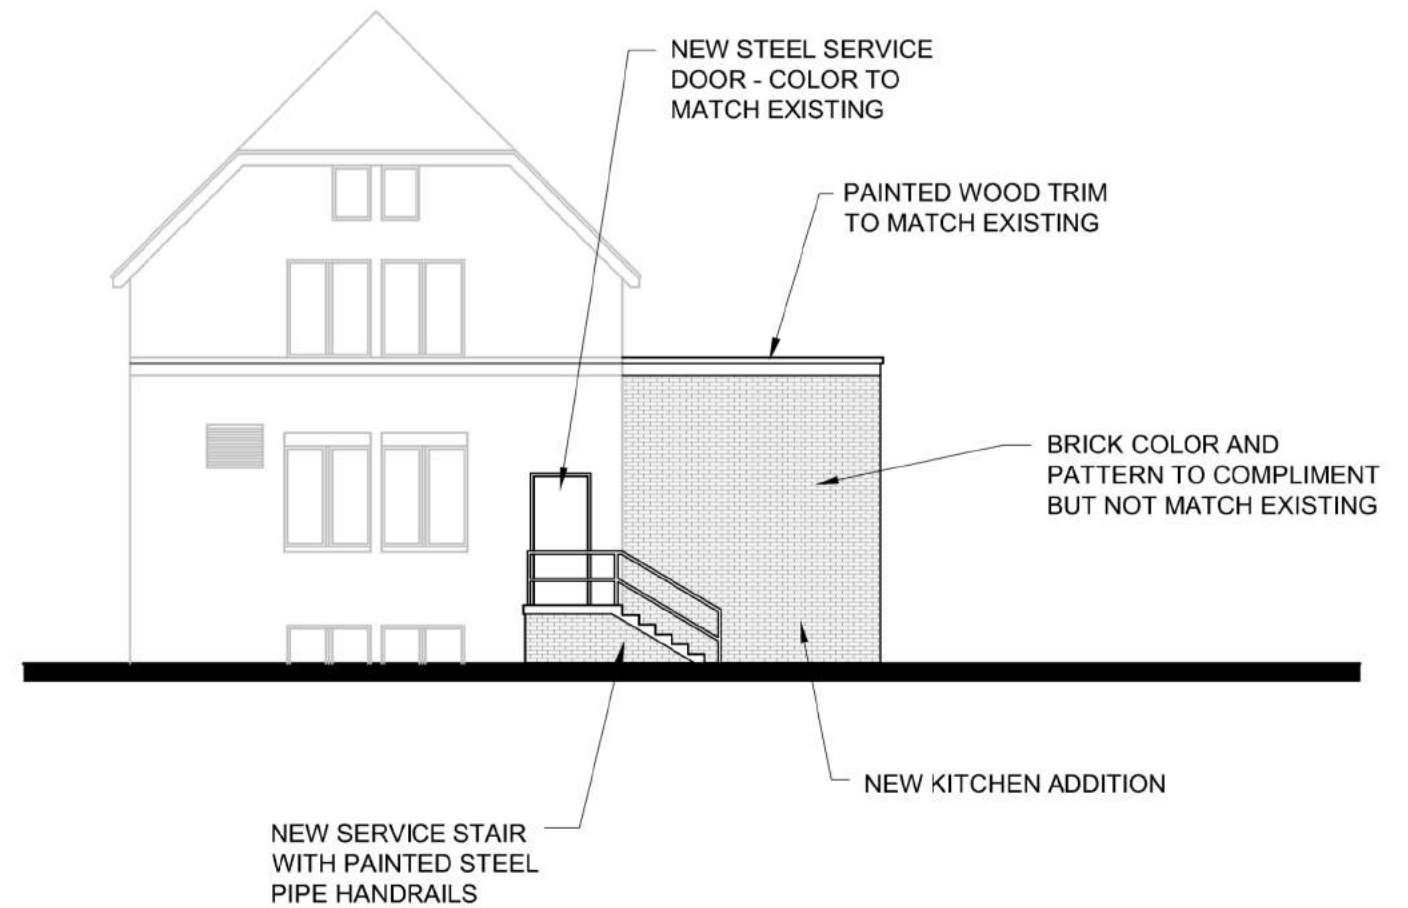 NEW STEEL SERVICE
DOOR - COLOR TO
MATCH EXISTING
PAINTED WOOD TRIM
TO MATCH EXISTING
BRICK COLOR AND
PATTERN TO COMPLIMENT
BUT NOT MATCH EXISTING
NEW KITCHEN ADDITION
NEW SERVICE STAIR
WITH PAINTED STEEL
PIPE HANDRAILS